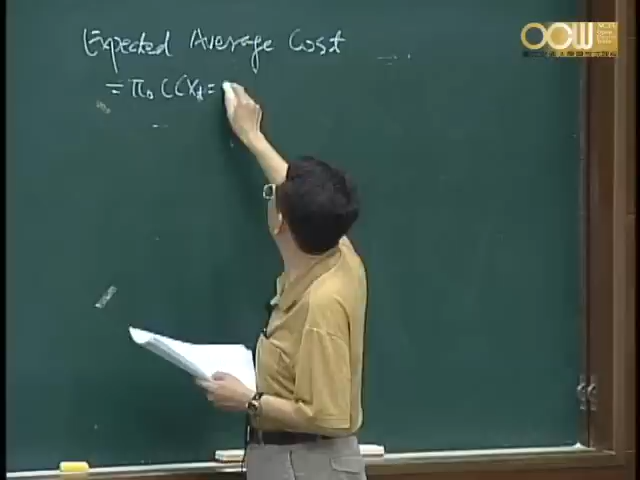 Expected Average Cost
= π₀ C(X_t =
OCW